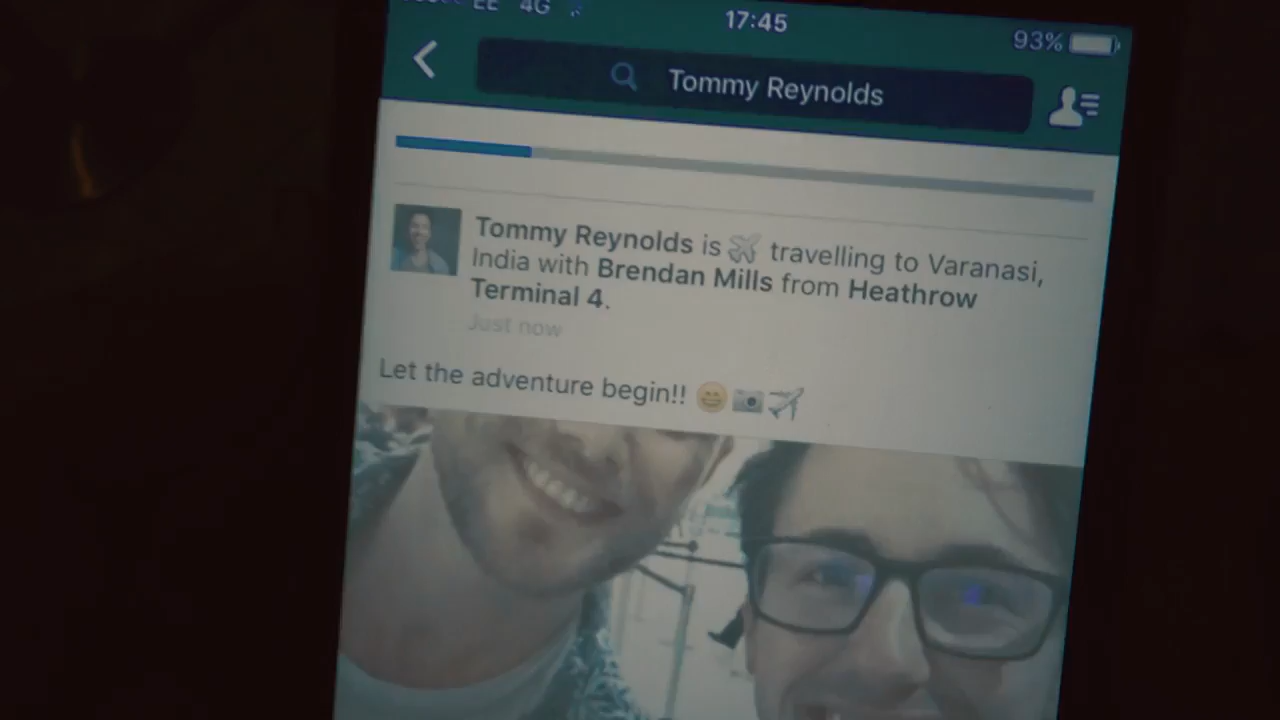 EE 4G
17:45
93%
Tommy Reynolds
Tommy Reynolds is travelling to Varanasi,
India with Brendan Mills from Heathrow
Terminal 4.
Just now
Let the adventure begin!!